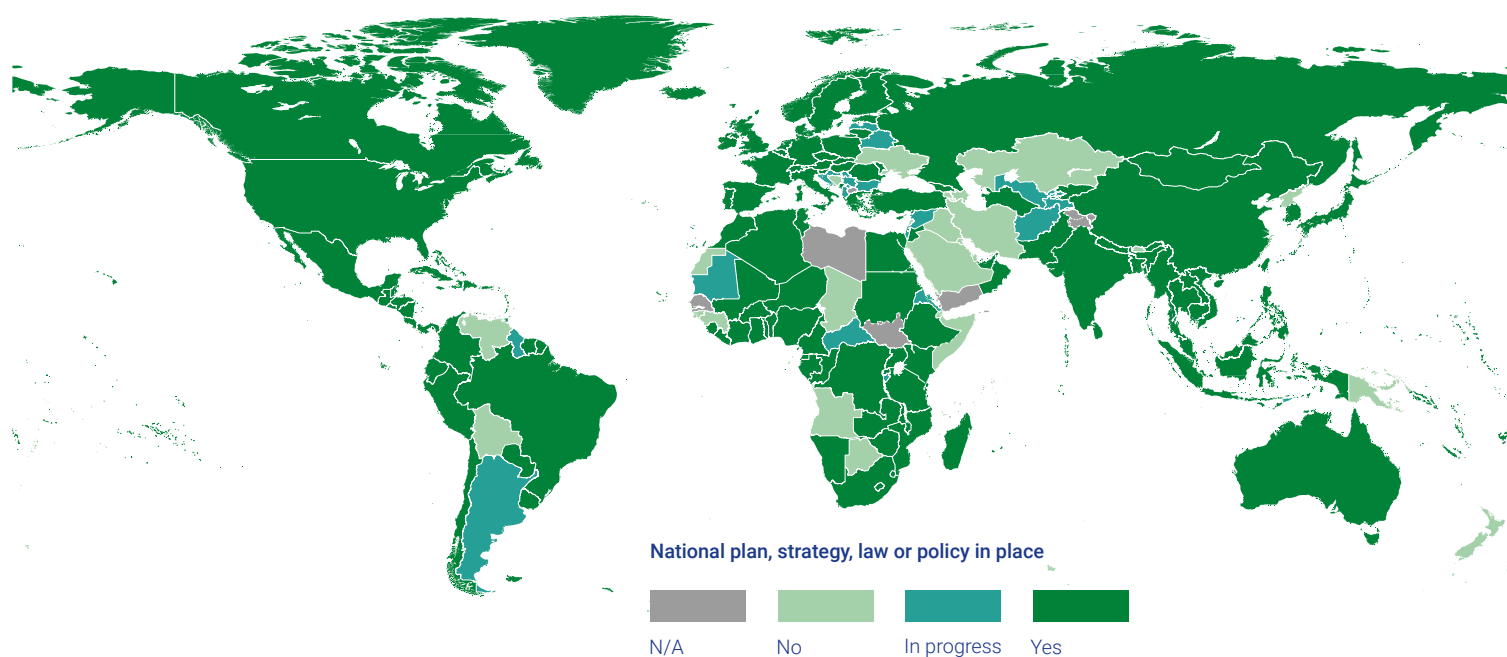 National plan, strategy, law or policy in place
N/A
No
In progress
Yes